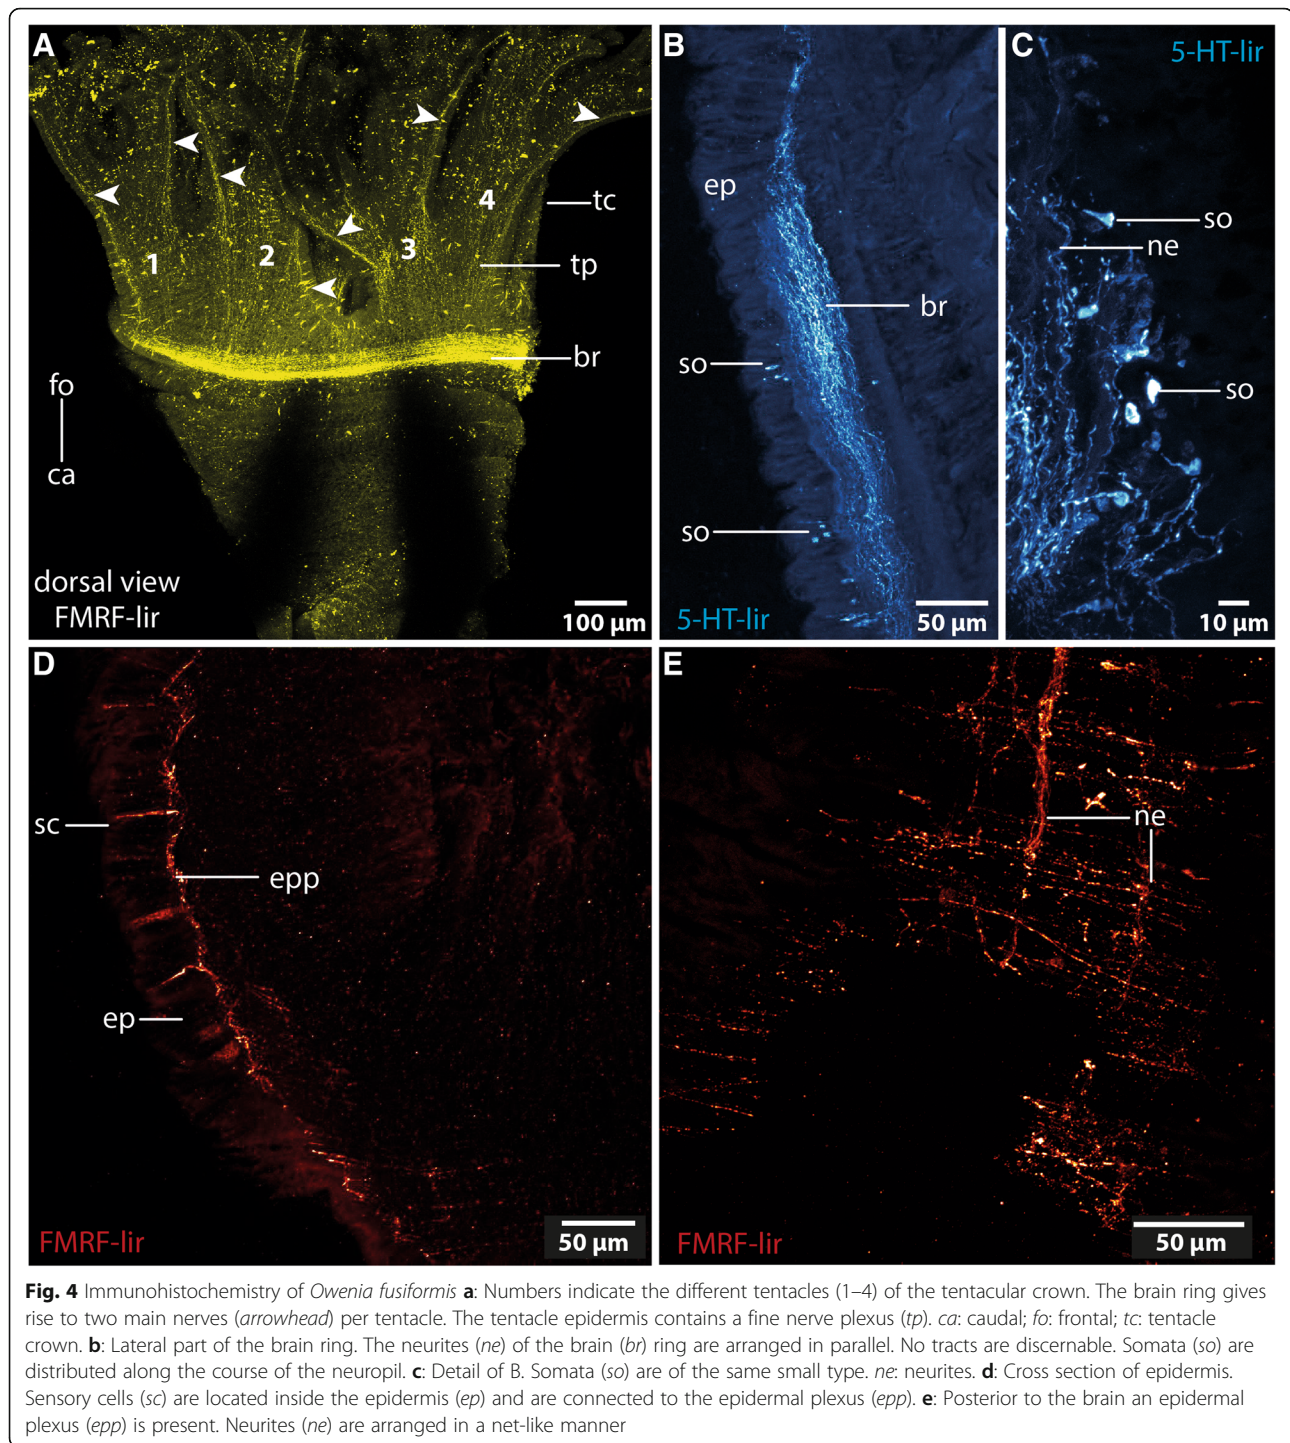 A
1
2
3
4
tc
tp
br
fo
ca
dorsal view
FMRF-lir
100 µm
B
ep
br
so
so
5-HT-lir
50 µm
C
5-HT-lir
so
ne
so
10 µm
D
sc
epp
ep
FMRF-lir
50 µm
E
ne
FMRF-lir
50 µm
Fig. 4 Immunohistochemistry of Owenia fusiformis a: Numbers indicate the different tentacles (1–4) of the tentacular crown. The brain ring gives
rise to two main nerves (arrowhead) per tentacle. The tentacle epidermis contains a fine nerve plexus (tp). ca: caudal; fo: frontal; tc: tentacle
crown. b: Lateral part of the brain ring. The neurites (ne) of the brain (br) ring are arranged in parallel. No tracts are discernable. Somata (so) are
distributed along the course of the neuropil. c: Detail of B. Somata (so) are of the same small type. ne: neurites. d: Cross section of epidermis.
Sensory cells (sc) are located inside the epidermis (ep) and are connected to the epidermal plexus (epp). e: Posterior to the brain an epidermal
plexus (epp) is present. Neurites (ne) are arranged in a net-like manner